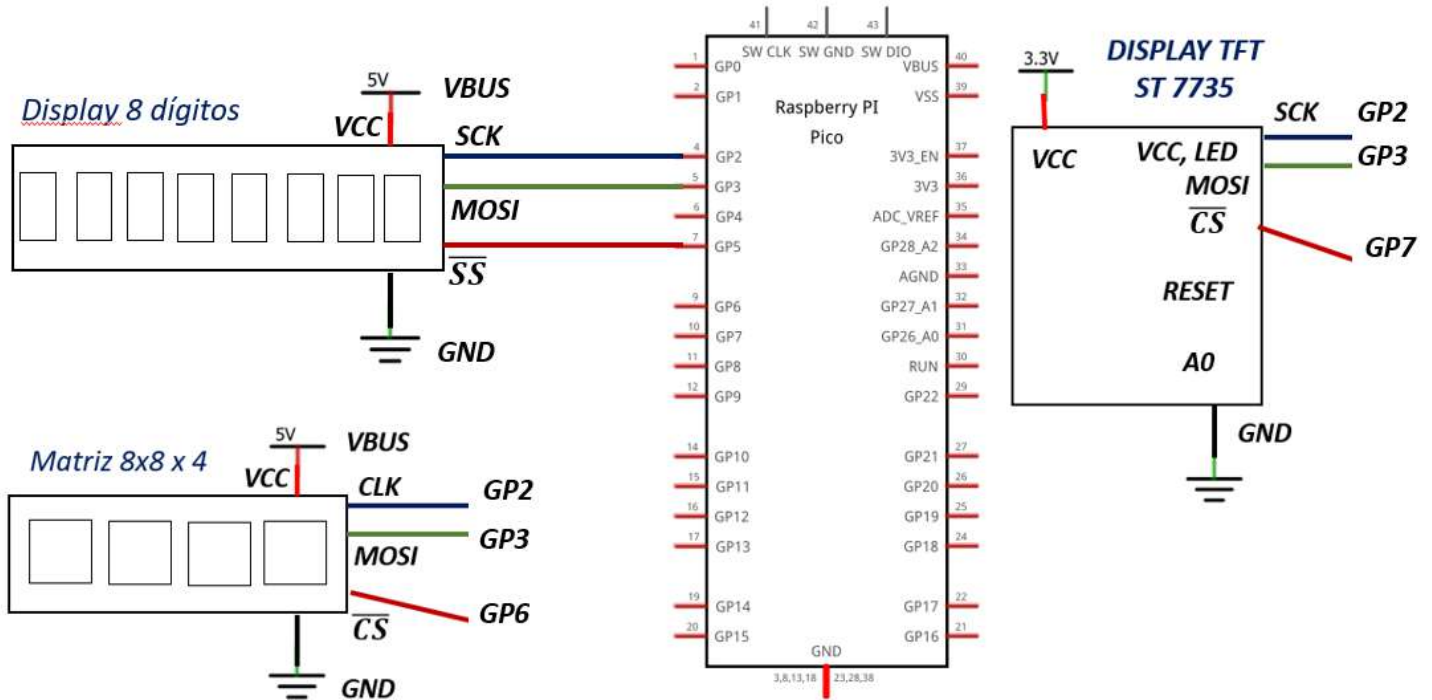 Display 8 dígitos
5V
VBUS
VCC
SCK
MOSI
SS
GND
Matriz 8x8 x 4
5V
VBUS
VCC
CLK
GP2
MOSI
GP3
CS
GP6
GND
41 42 43
SW CLK SW GND SW DIO
Raspberry PI
Pico
1 GP0
2 GP1
4 GP2
5 GP3
6 GP4
7 GP5
9 GP6
10 GP7
11 GP8
12 GP9
14 GP10
15 GP11
16 GP12
17 GP13
19 GP14
20 GP15
VBUS 40
VSS 39
3V3_EN 37
3V3 36
ADC_VREF 35
GP28_A2 34
AGND 33
GP27_A1 32
GP26_A0 31
RUN 30
GP22 29
GP21 27
GP20 26
GP19 25
GP18 24
GP17 22
GP16 21
GND
3,8,13,18 23,28,38
DISPLAY TFT
ST 7735
3.3V
VCC
VCC, LED
SCK GP2
MOSI GP3
CS GP7
RESET
A0
GND